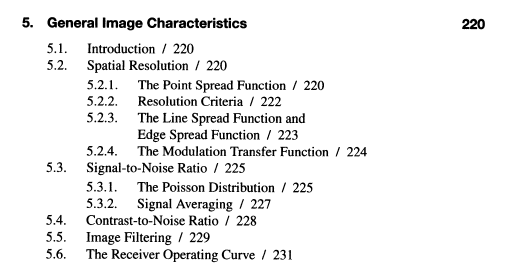 5. General Image Characteristics 220
5.1. Introduction / 220
5.2. Spatial Resolution / 220
5.2.1. The Point Spread Function / 220
5.2.2. Resolution Criteria / 222
5.2.3. The Line Spread Function and
Edge Spread Function / 223
5.2.4. The Modulation Transfer Function / 224
5.3. Signal-to-Noise Ratio / 225
5.3.1. The Poisson Distribution / 225
5.3.2. Signal Averaging / 227
5.4. Contrast-to-Noise Ratio / 228
5.5. Image Filtering / 229
5.6. The Receiver Operating Curve / 231